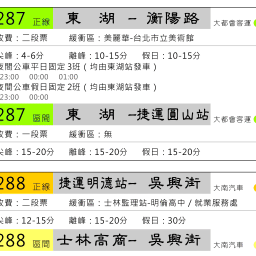 287 正線 東 湖 – 衡陽路 大都會客運
收費：二段票 緩衝區：美麗華-台北市立美術館
尖峰：4-6分 離峰：10-15分 假日：10-15分
夜間公車平日固定3班（均由東湖站發車）
23:00 00:00 01:00
夜間公車假日固定2班（均由東湖站發車）
23:00 00:00
287 區間 東 湖 –捷運圓山站 大都會客運
收費：一段票 緩衝區：無
尖峰：15-20分 離峰：15-20分 假日：15-20分
288 正線 捷運明德站– 吳興街 大南汽車
收費：二段票 緩衝區：士林監理站-明倫高中 / 就業服務處
尖峰：12-15分 離峰：15-20分 假日：30分
288 區間 士林高商– 吳興街 大南汽車